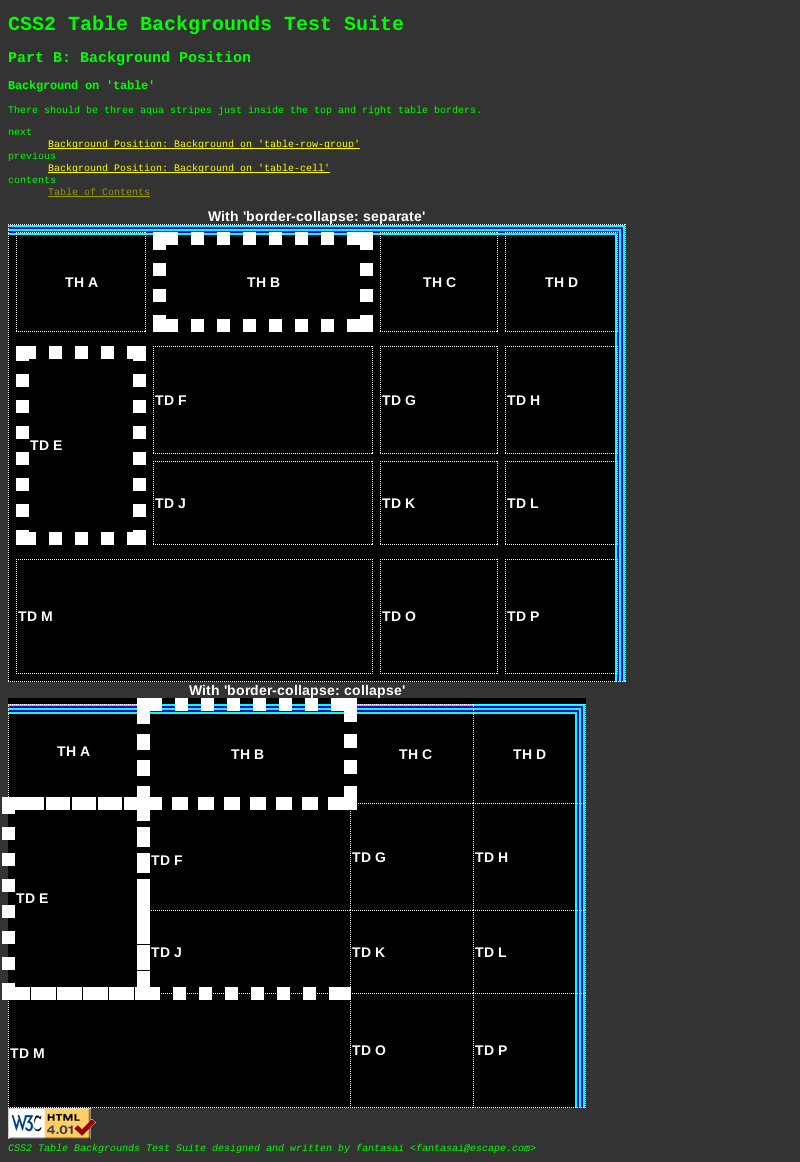 CSS2 Table Backgrounds Test Suite
Part B: Background Position
Background on 'table'
There should be three aqua stripes just inside the top and right table borders.
next
Background Position: Background on 'table-row-group'
previous
Background Position: Background on 'table-cell'
contents
Table of Contents
With 'border-collapse: separate'
TH A TH B TH C TH D
TD F TD G TD H
TD E
TD J TD K TD L
TD M TD O TD P
With 'border-collapse: collapse'
TH A TH B TH C TH D
TD F TD G TD H
TD E
TD J TD K TD L
TD M TD O TD P
W3C HTML 4.01
CSS2 Table Backgrounds Test Suite designed and written by fantasai <fantasai@escape.com>